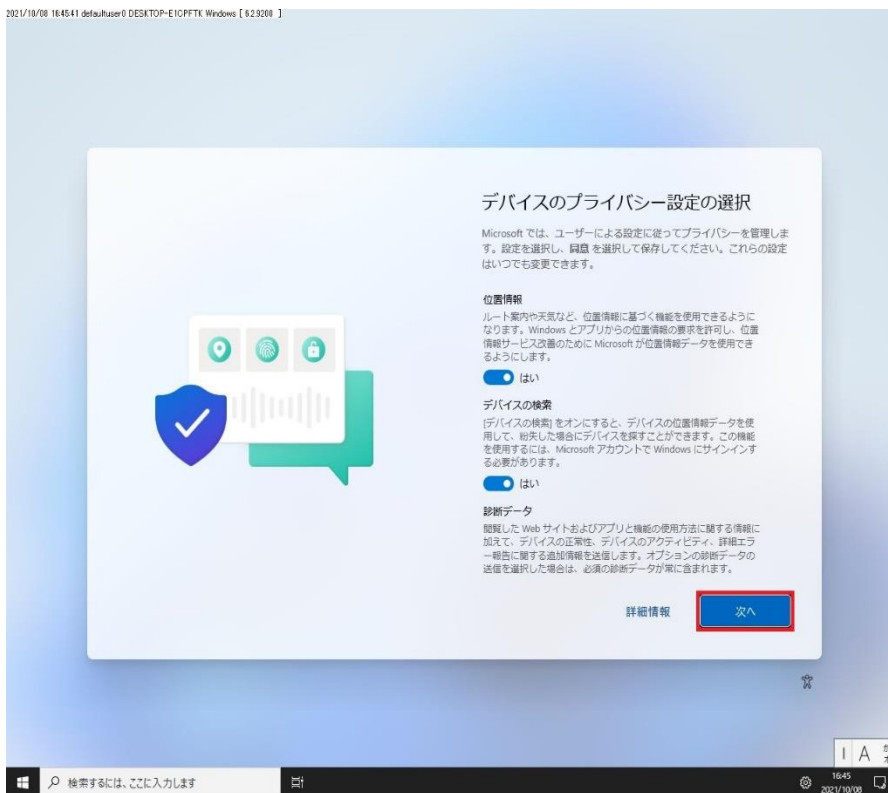 2021/10/08 16:45:41 defaultuser0 DESKTOP-E1CPFTK Windows [ 6.2.9200 ]
デバイスのプライバシー設定の選択
Microsoft では、ユーザーによる設定に従ってプライバシーを管理しま
す。設定を選択し、同意 を選択して保存してください。これらの設定
はいつでも変更できます。
位置情報
ルート案内や天気など、位置情報に基づく機能を使用できるように
なります。Windows とアプリからの位置情報の要求を許可し、位置
情報サービス改善のために Microsoft が位置情報データを使用でき
るようにします。
はい
デバイスの検索
[デバイスの検索] をオンにすると、デバイスの位置情報データを使
用して、紛失した場合にデバイスを探すことができます。この機能
を使用するには、Microsoft アカウントで Windows にサインインす
る必要があります。
はい
診断データ
閲覧した Web サイトおよびアプリと機能の使用方法に関する情報に
加えて、デバイスの正常性、デバイスのアクティビティ、詳細エラ
ー報告に関する追加情報を送信します。オプションの診断データの
送信を選択した場合は、必須の診断データが常に含まれます。
詳細情報
次へ
A
検索するには、ここに入力します
16:45
2021/10/08